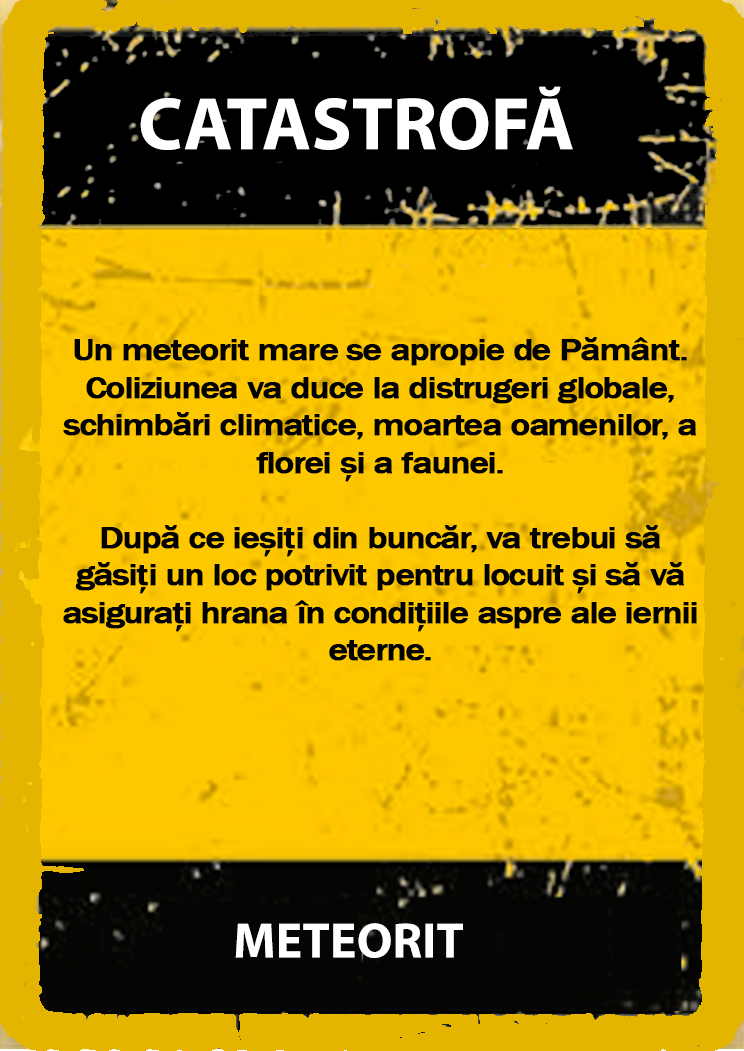 CATASTROFĂ
Un meteorit mare se apropie de Pământ.
Coliziunea va duce la distrugeri globale,
schimbări climatice, moartea oamenilor, a
florei și a faunei.
După ce ieșiți din buncăr, va trebui să
găsiți un loc potrivit pentru locuit și să vă
asigurați hrana în condițiile aspre ale iernii
eterne.
METEORIT